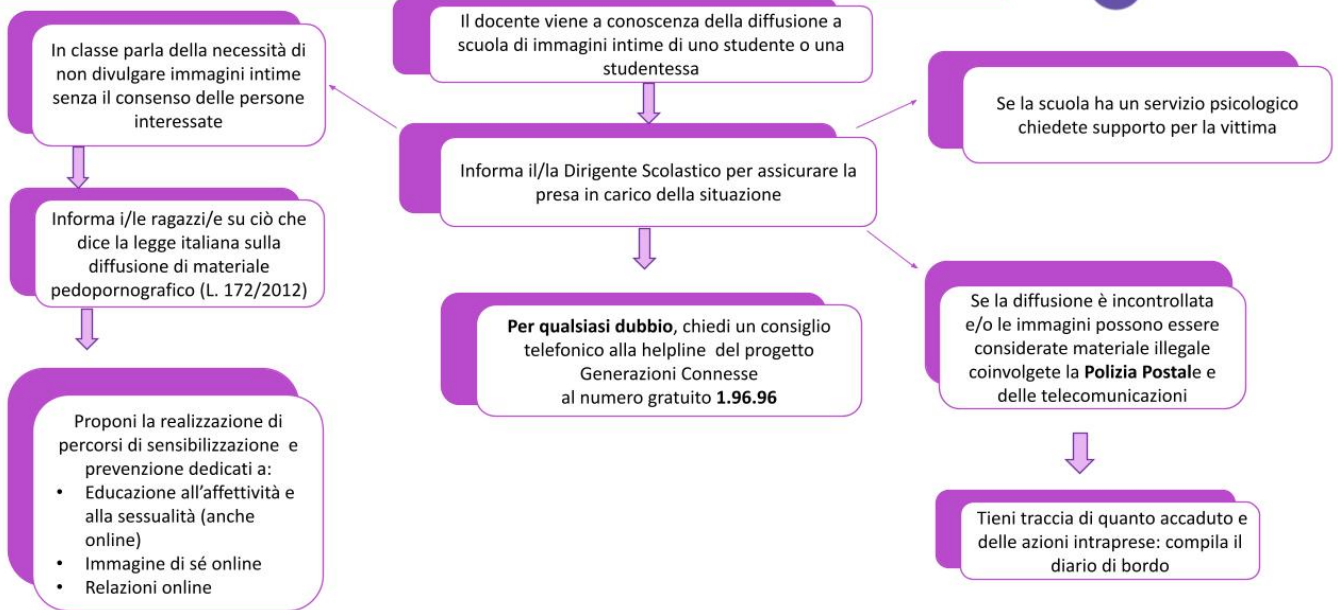 Il docente viene a conoscenza della diffusione a
scuola di immagini intime di uno studente o una
studentessa
In classe parla della necessità di
non divulgare immagini intime
senza il consenso delle persone
interessate
Se la scuola ha un servizio psicologico
chiedete supporto per la vittima
Informa il/la Dirigente Scolastico per assicurare la
presa in carico della situazione
Informa i/le ragazzi/e su ciò che
dice la legge italiana sulla
diffusione di materiale
pedopornografico (L. 172/2012)
Per qualsiasi dubbio, chiedi un consiglio
telefonico alla helpline del progetto
Generazioni Connesse
al numero gratuito 1.96.96
Se la diffusione è incontrollata
e/o le immagini possono essere
considerate materiale illegale
coinvolgete la Polizia Postale e
delle telecomunicazioni
Proponi la realizzazione di
percorsi di sensibilizzazione e
prevenzione dedicati a:
• Educazione all'affettività e
alla sessualità (anche
online)
• Immagine di sé online
• Relazioni online
Tieni traccia di quanto accaduto e
delle azioni intraprese: compila il
diario di bordo